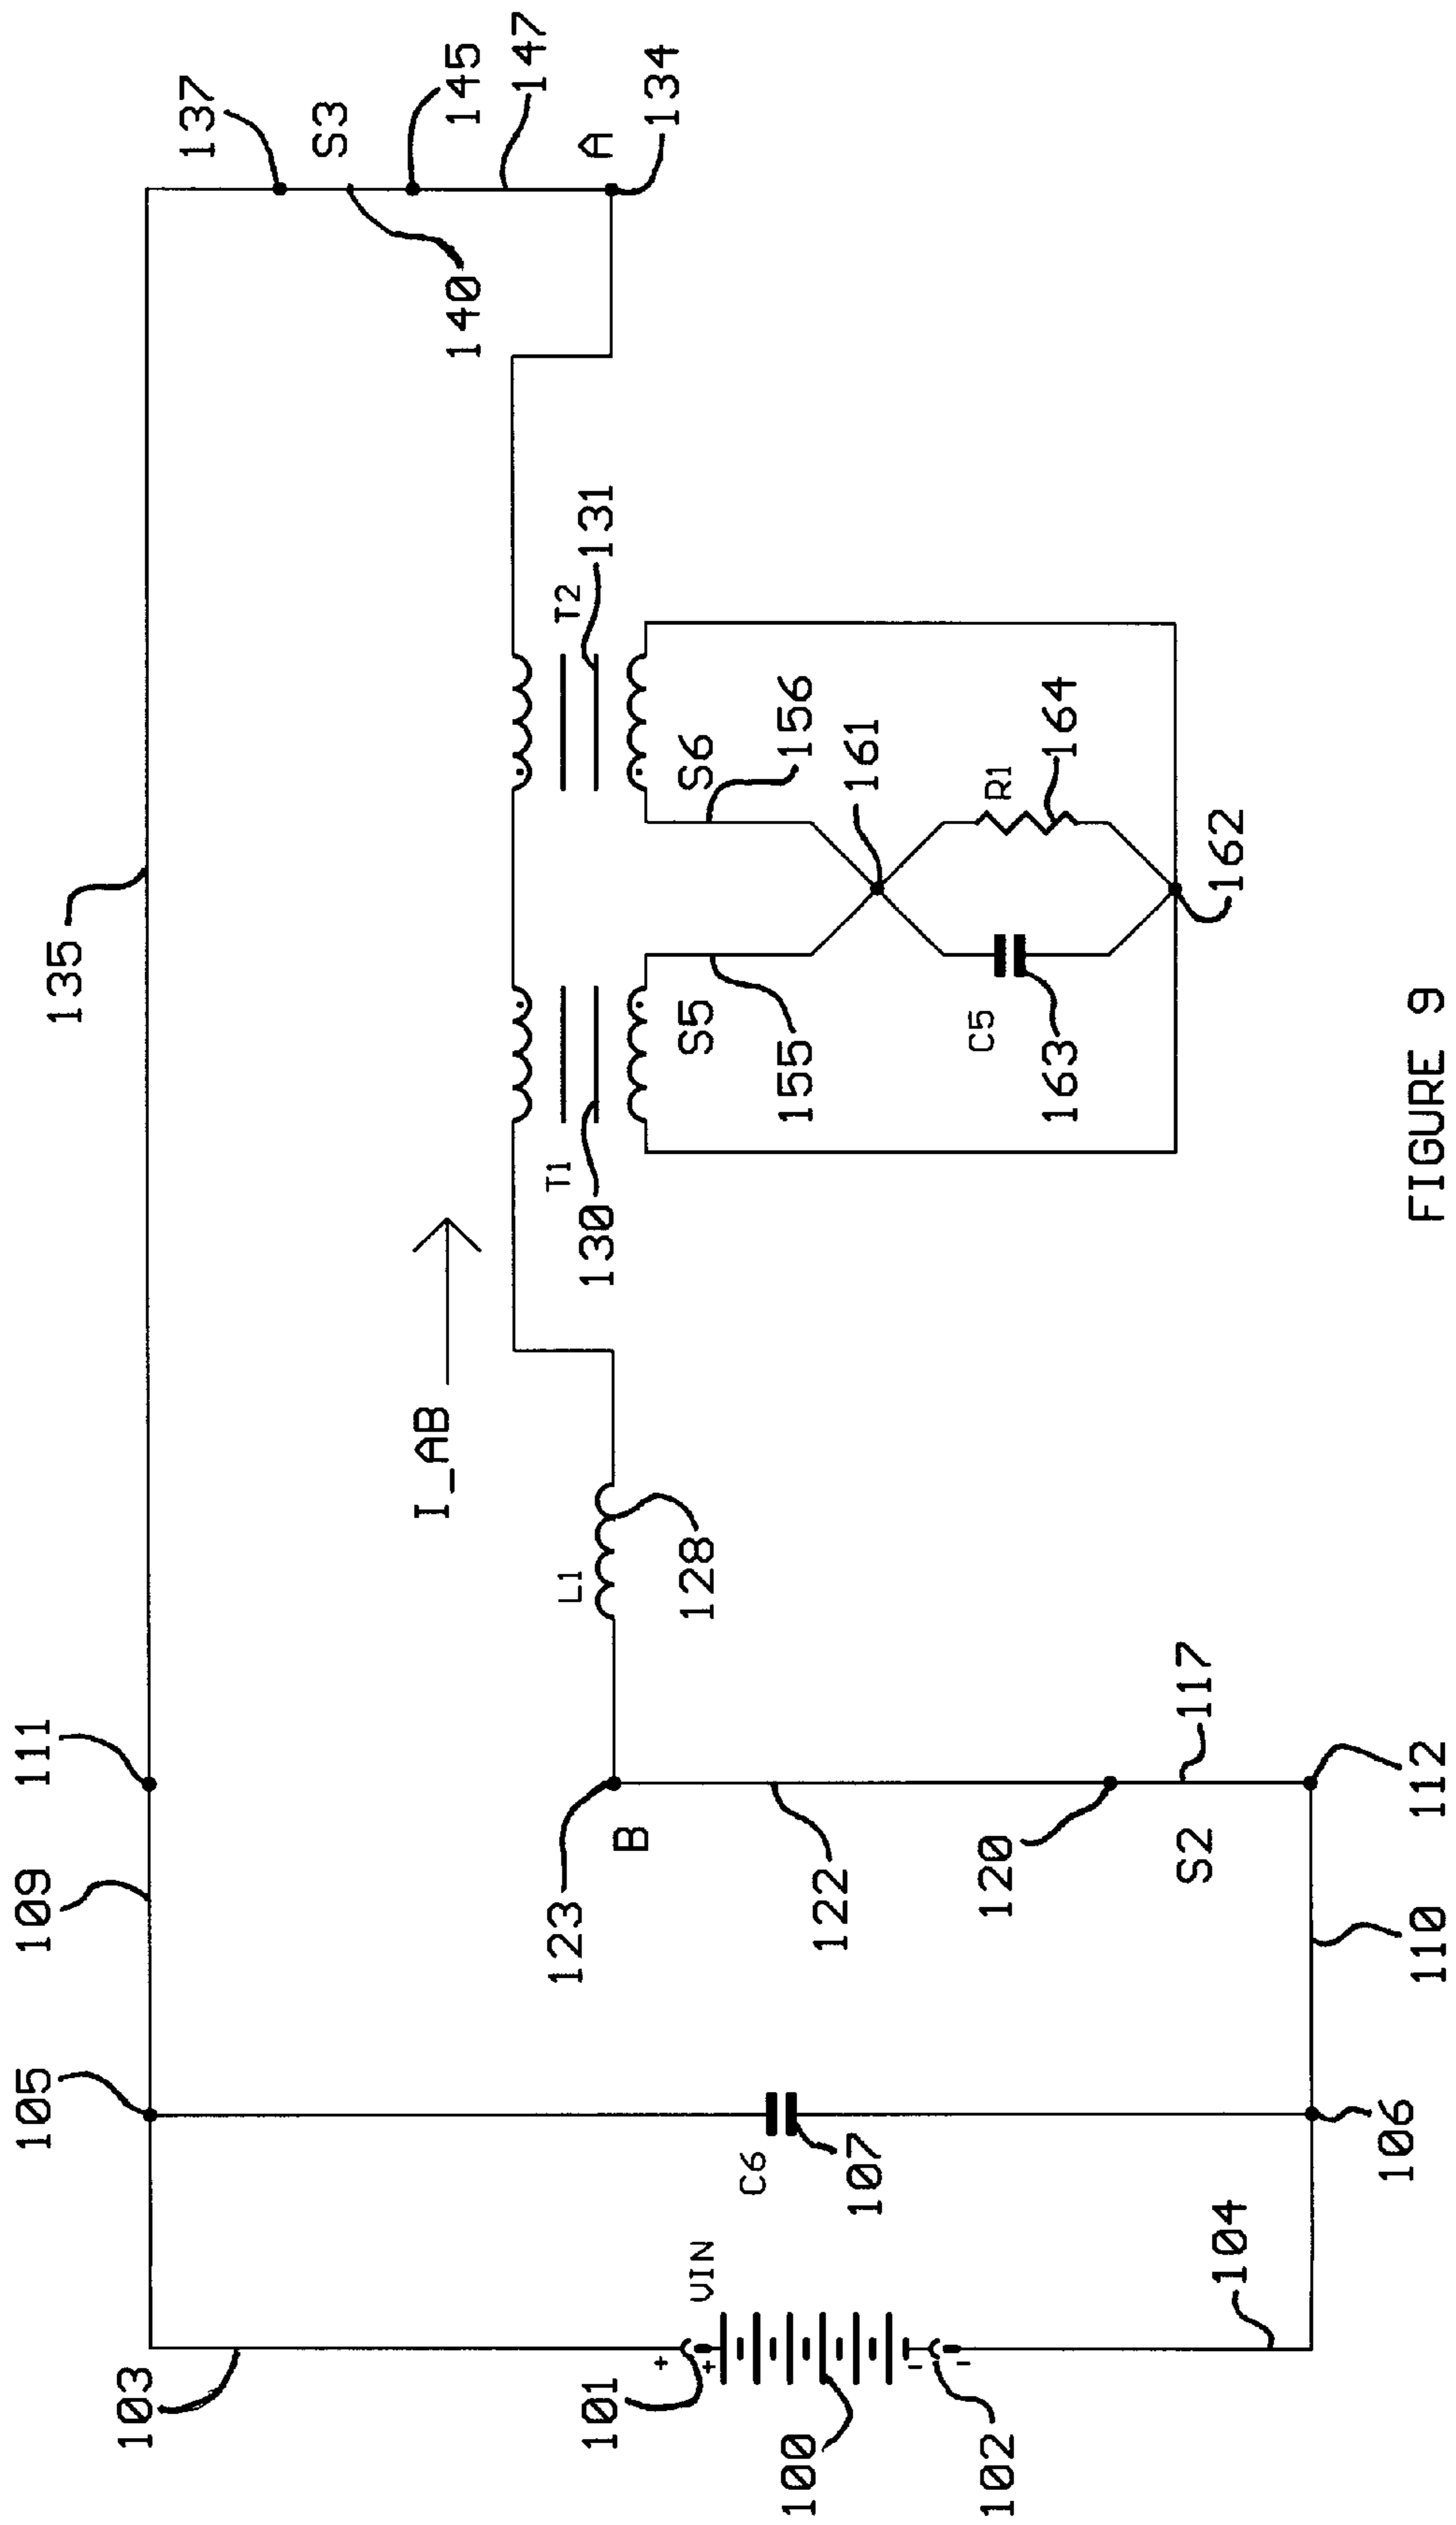 135
137
S3
145
147
A
134
140
T2
131
S6
156
161
R1
164
162
T1
130
S5
155
C5
163
I_AB
L1
128
111
109
105
123
B
122
120
S2
117
112
110
106
C6
107
VIN
103
101
+
+
100
-
-
102
104
FIGURE 9